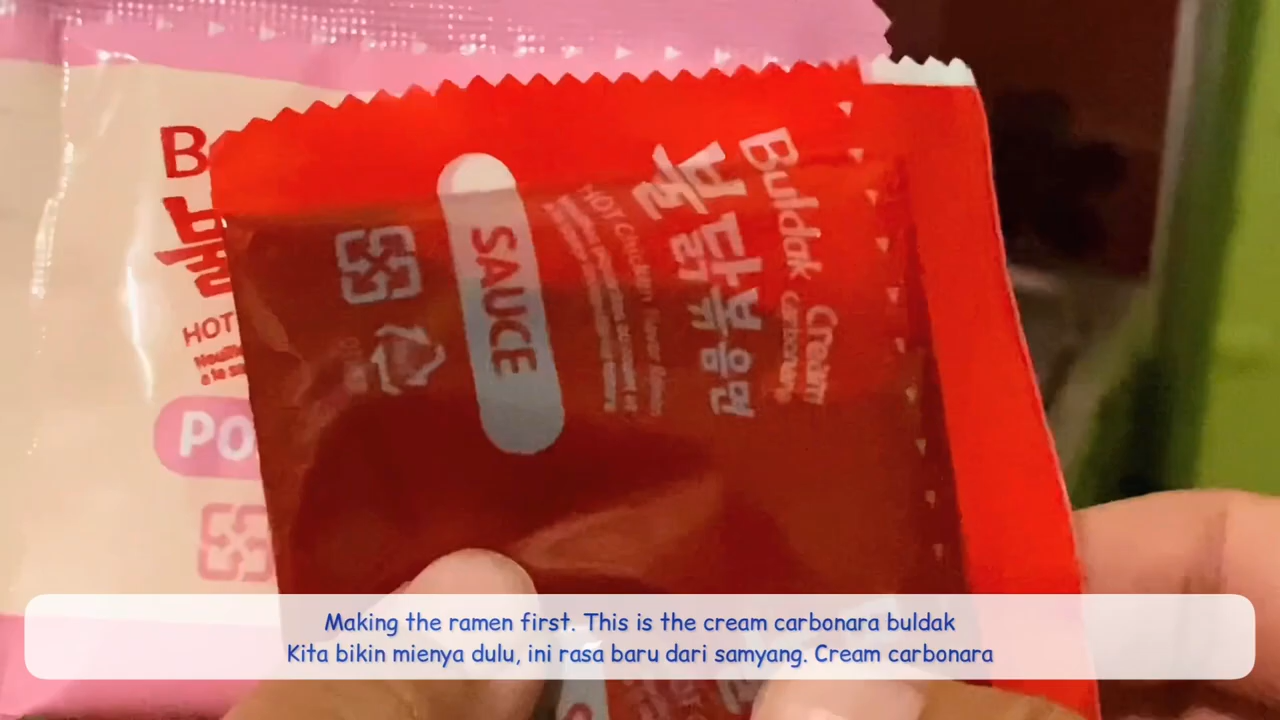 B
불
HOT
PO
SAUCE
Buldak
Cream
carbonara
불닭볶음면
HOT CHICKEN Flavor
Making the ramen first. This is the cream carbonara buldak
Kita bikin mienya dulu, ini rasa baru dari samyang. Cream carbonara